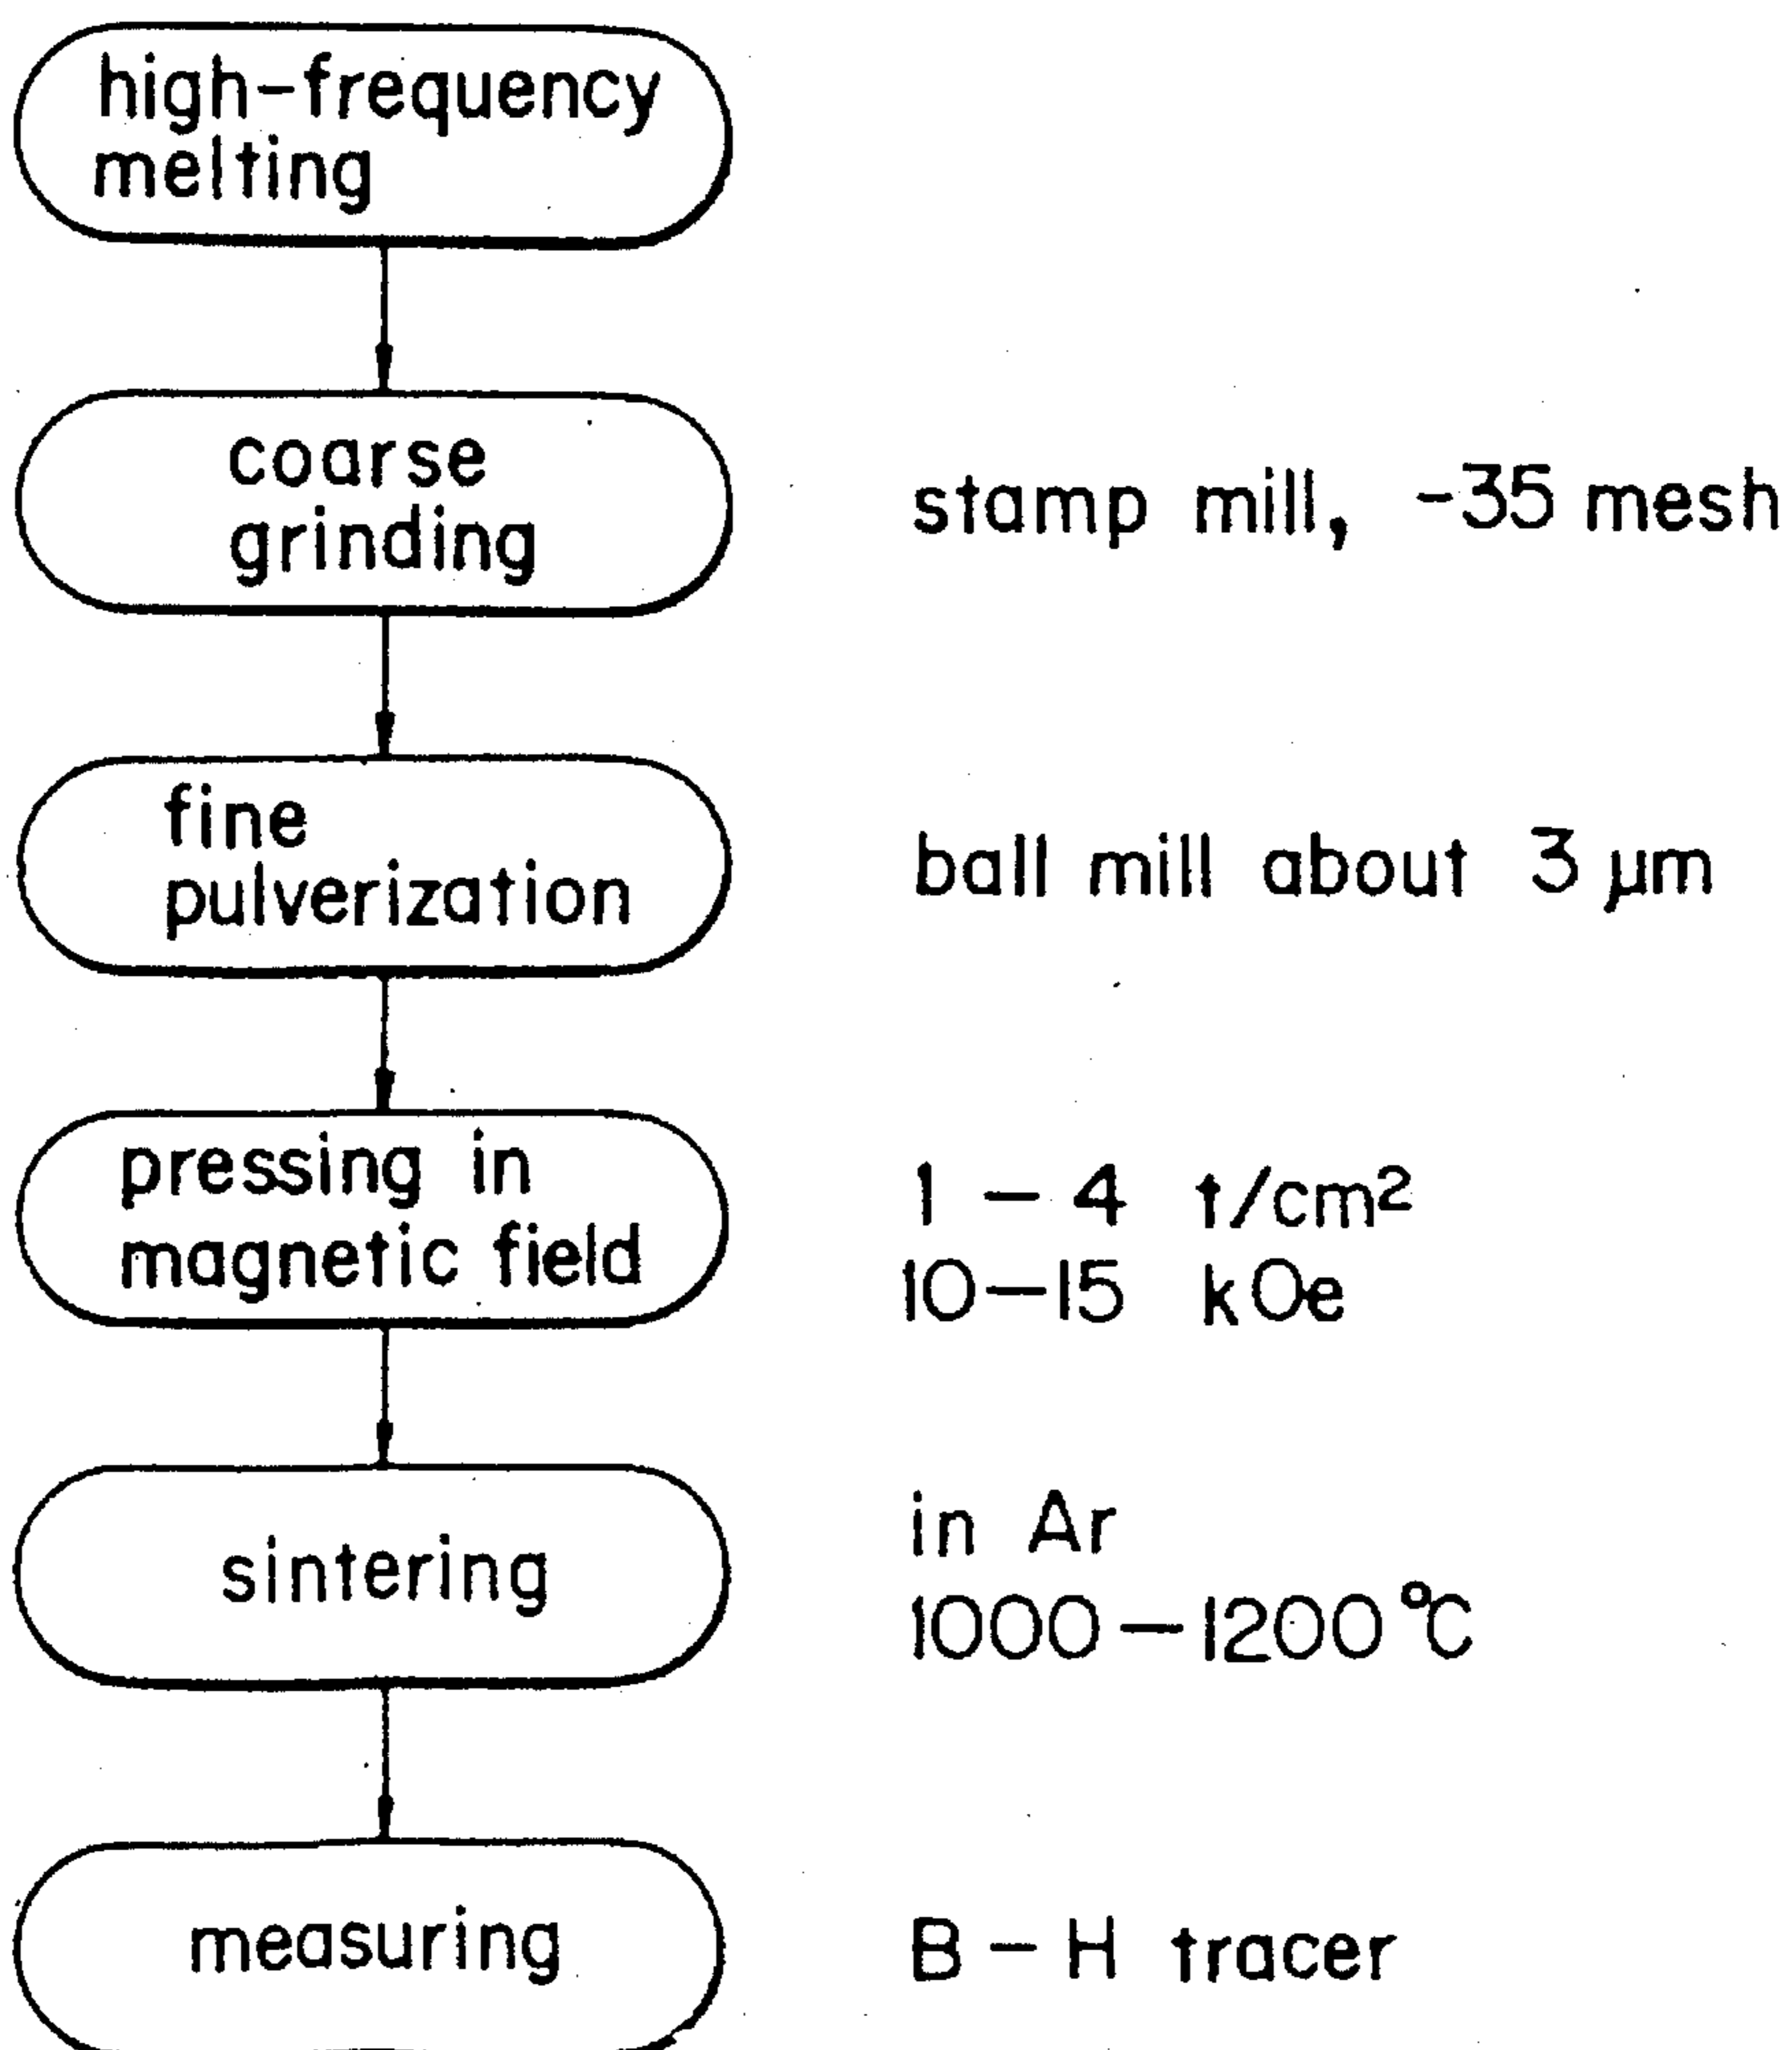 high-frequency
melting
coarse
grinding
stamp mill, -35 mesh
fine
pulverization
ball mill about 3 μm
pressing in
magnetic field
1 – 4 t/cm²
10–15 kOe
sintering
in Ar
1000–1200°C
measuring
B – H tracer